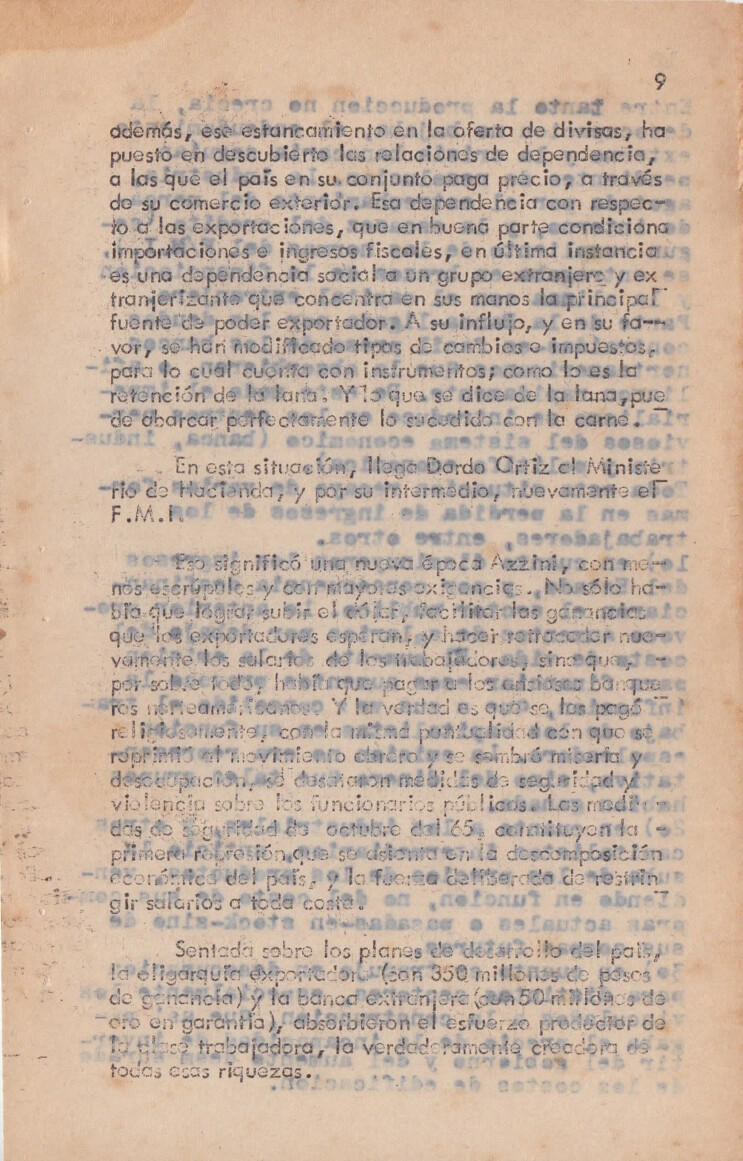 9
además, ese estancamiento en la oferta de divisas, ha
puesto en descubierto las relaciones de dependencia,
a las que el país en su conjunto paga precio, a través
de su comercio exterior. Esa dependencia con respec-
to a las exportaciones, que en buena parte condiciona
importaciones e ingresos fiscales, en última instancia
es una dependencia social a un grupo extranjero y ex
tranjerizante que concentra en sus manos la principal
fuente de poder exportador. A su influjo, y en su fa--
vor, se han modificado tipos de cambios e impuestos,
para lo cual cuenta con instrumentos; como lo es la
retención de la lana. Y lo que se dice de la lana, pue
de abarcar perfectamente lo sucedido con la carne.
En esta situación, llega Dardo Ortiz al Ministe
rio de Hacienda, y por su intermedio, nuevamente el
F.M.I.
Eso significó una nueva época Azzini, con me-
nos escrúpulos y con mayores exigencias. No sólo ha-
bía que lograr subir el dólar, facilitar las ganancias
que los exportadores esperan, y hacer retroceder nue-
vamente los salarios de los trabajadores, sino que, -
por sobre todo, había que pagar a los ansiosos banque
ros norteamericanos. Y la verdad es que se les pagó
religiosamente, con la misma puntualidad con que se
reprimió al movimiento obrero y se sembró miseria y
desocupación, se desataron medidas de seguridad y
violencia sobre los funcionarios públicos. Las medi-
das de seguridad de octubre del 65, constituyen la -
primera represión que se asienta en la descomposición
económica del país, y la fuerza deliberada de restrin
gir salarios a toda costa.
Sentada sobre los planes de desarrollo del país,
la oligarquía exportadora (con 350 millones de pesos
de ganancia) y la banca extranjera (con 50 millones de
oro en garantía), absorbieron el esfuerzo productor de
la clase trabajadora, la verdaderamente creadora de
todas esas riquezas.